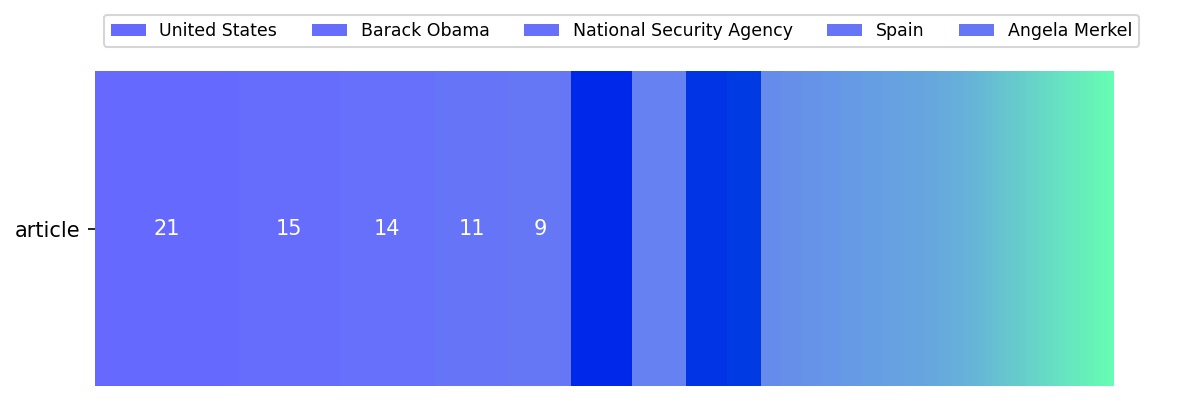 United States Barack Obama National Security Agency Spain Angela Merkel
article 21 15 14 11 9